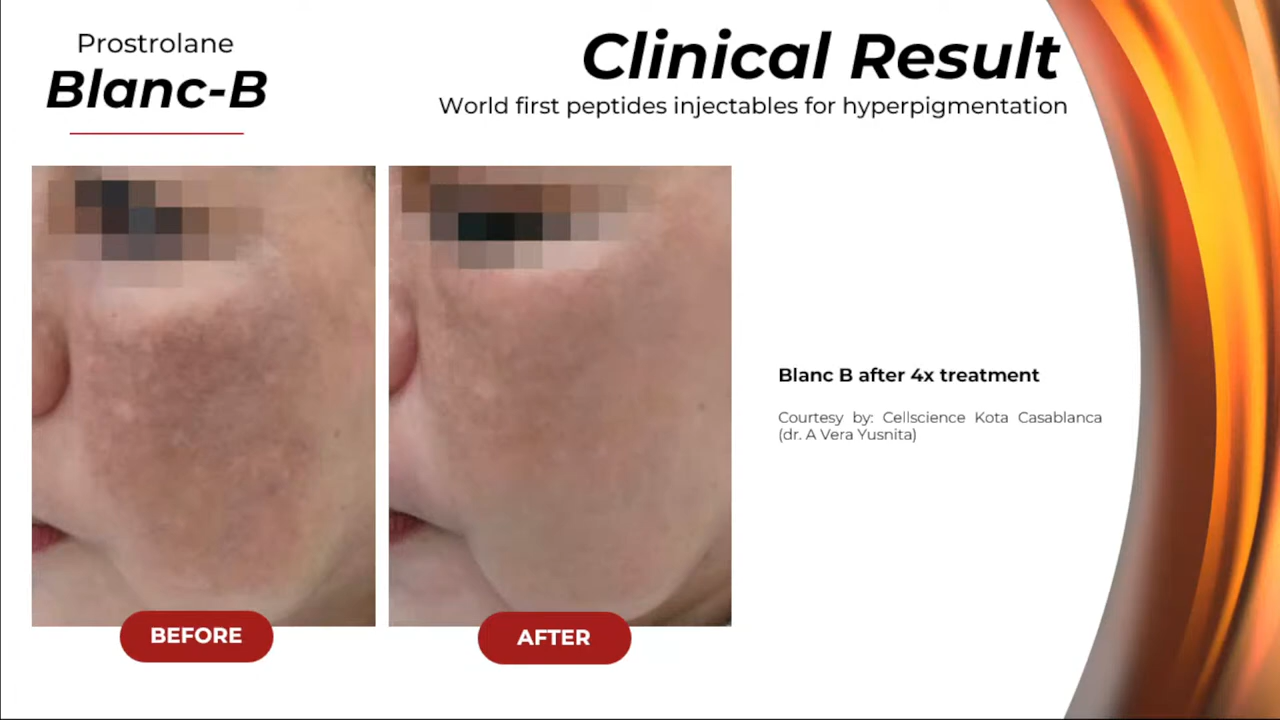 Prostrolane
Blanc-B
Clinical Result
World first peptides injectables for hyperpigmentation
Blanc B after 4x treatment
Courtesy by: Cellscience Kota Casablanca
(dr. A Vera Yusnita)
BEFORE
AFTER